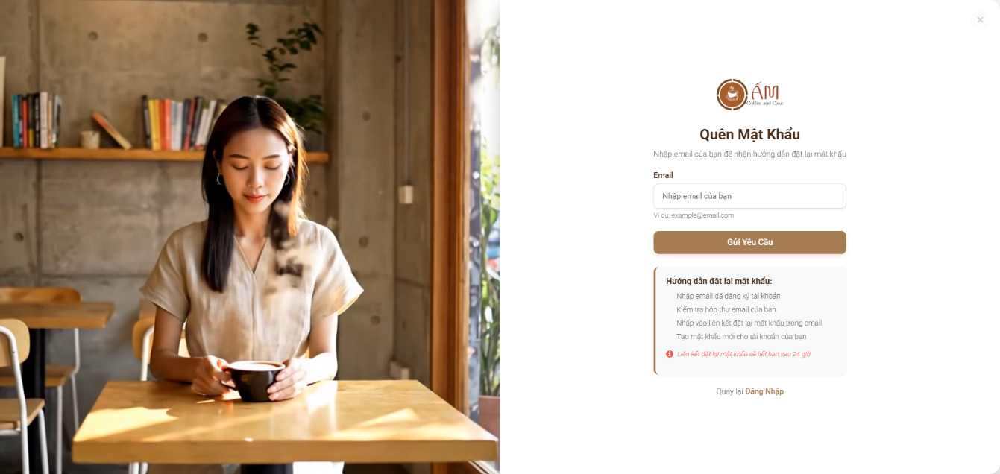 ×
ẤM
Coffee and Cake
Quên Mật Khẩu
Nhập email của bạn để nhận hướng dẫn đặt lại mật khẩu
Email
Nhập email của bạn
Ví dụ: example@email.com
Gửi Yêu Cầu
Hướng dẫn đặt lại mật khẩu:
Nhập email đã đăng ký tài khoản
Kiểm tra hộp thư email của bạn
Nhấp vào liên kết đặt lại mật khẩu trong email
Tạo mật khẩu mới cho tài khoản của bạn
Liên kết đặt lại mật khẩu sẽ hết hạn sau 24 giờ
Quay lại Đăng Nhập